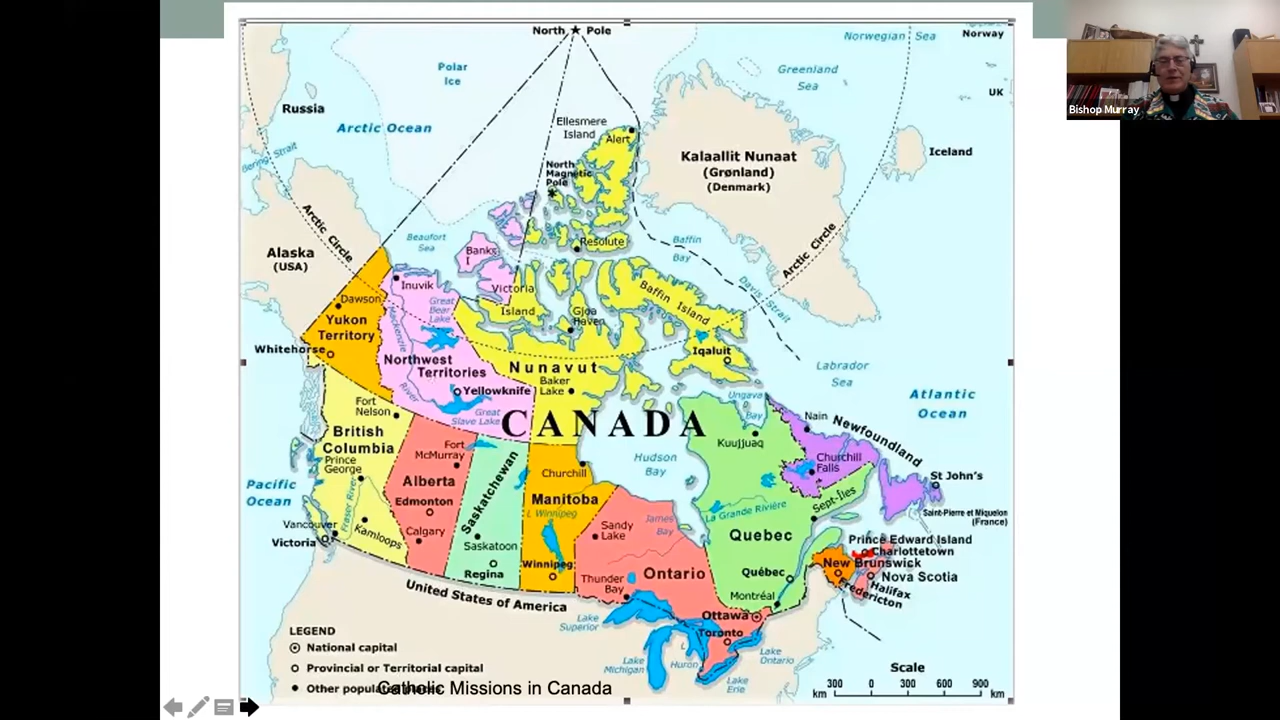 North Pole
Norwegian Sea
Norway
Greenland
Sea
UK
Polar
Ice
Russia
Arctic Ocean
Ellesmere
Island
Alert
Bering Strait
North
Magnetic
Pole
Kalaallit Nunaat
(Grønland)
(Denmark)
Iceland
Arctic Circle
Beaufort
Sea
Resolute
Baffin
Bay
Arctic Circle
Alaska
(USA)
Banks
I
Inuvik
Victoria
Island
Baffin Island
Davis Strait
Dawson
Great
Bear
Lake
Gjoa
Haven
Yukon
Territory
Mackenzie
River
Whitehorse
Northwest
Territories
Nunavut
Iqaluit
Labrador
Sea
Baker
Lake
Yellowknife
Great
Slave Lake
Ungava
Bay
Atlantic
Ocean
Fort
Nelson
CANADA
Nain
Newfoundland
British
Columbia
Kuujjuaq
Fort
McMurray
Hudson
Bay
Churchill
Falls
Prince
George
Saskatchewan
Churchill
St John's
Pacific
Ocean
Alberta
Edmonton
Manitoba
L Winnipeg
La Grande Rivière
Sept-Îles
Saint-Pierre et Miquelon
(France)
Fraser River
Vancouver
Kamloops
Calgary
Sandy
Lake
James
Bay
Victoria
Saskatoon
Quebec
Prince Edward Island
Charlottetown
Regina
Winnipeg
Thunder
Bay
Ontario
Québec
New Brunswick
Nova Scotia
Halifax
Fredericton
United States of America
Montréal
Ottawa
Toronto
Lake
Superior
Lake
Michigan
L
Huron
Lake
Ontario
Lake
Erie
LEGEND
National capital
Provincial or Territorial capital
Other populated
Catholic Missions in Canada
Scale
300 0 300 600 900
km km
Bishop Murray